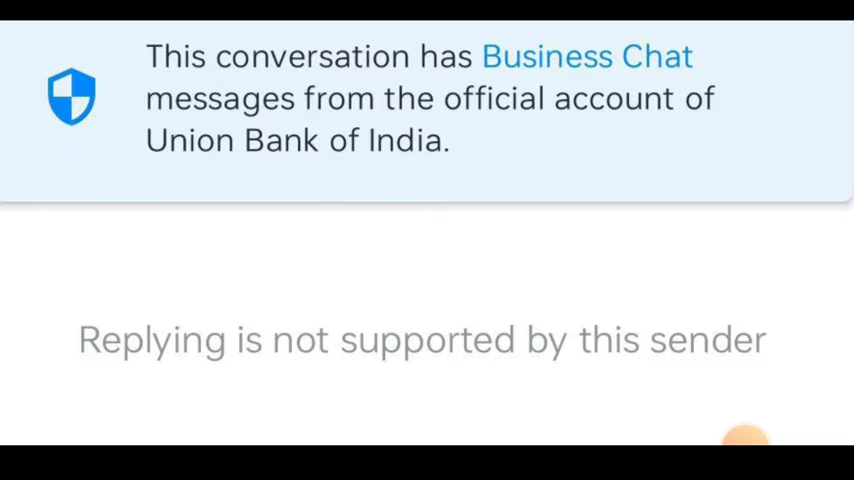 This conversation has Business Chat
messages from the official account of
Union Bank of India.
Replying is not supported by this sender